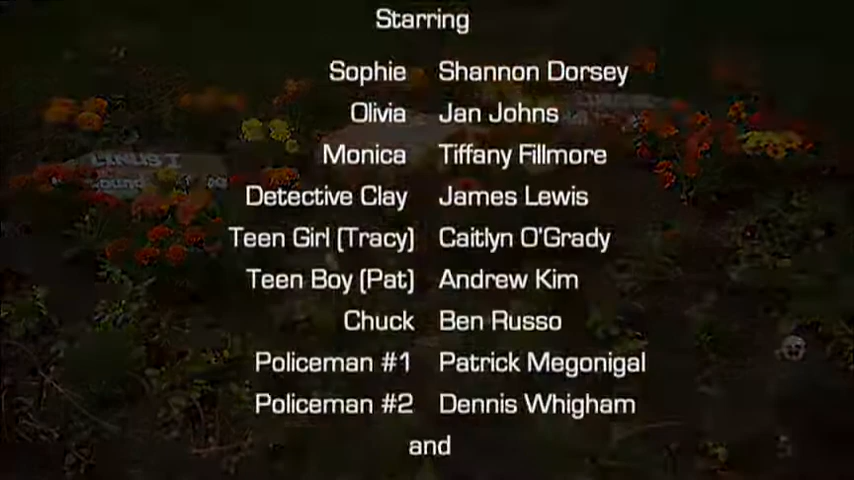 Starring
Sophie Shannon Dorsey
Olivia Jan Johns
Monica Tiffany Fillmore
Detective Clay James Lewis
Teen Girl (Tracy) Caitlyn O'Grady
Teen Boy (Pat) Andrew Kim
Chuck Ben Russo
Policeman #1 Patrick Megonigal
Policeman #2 Dennis Whigham
and